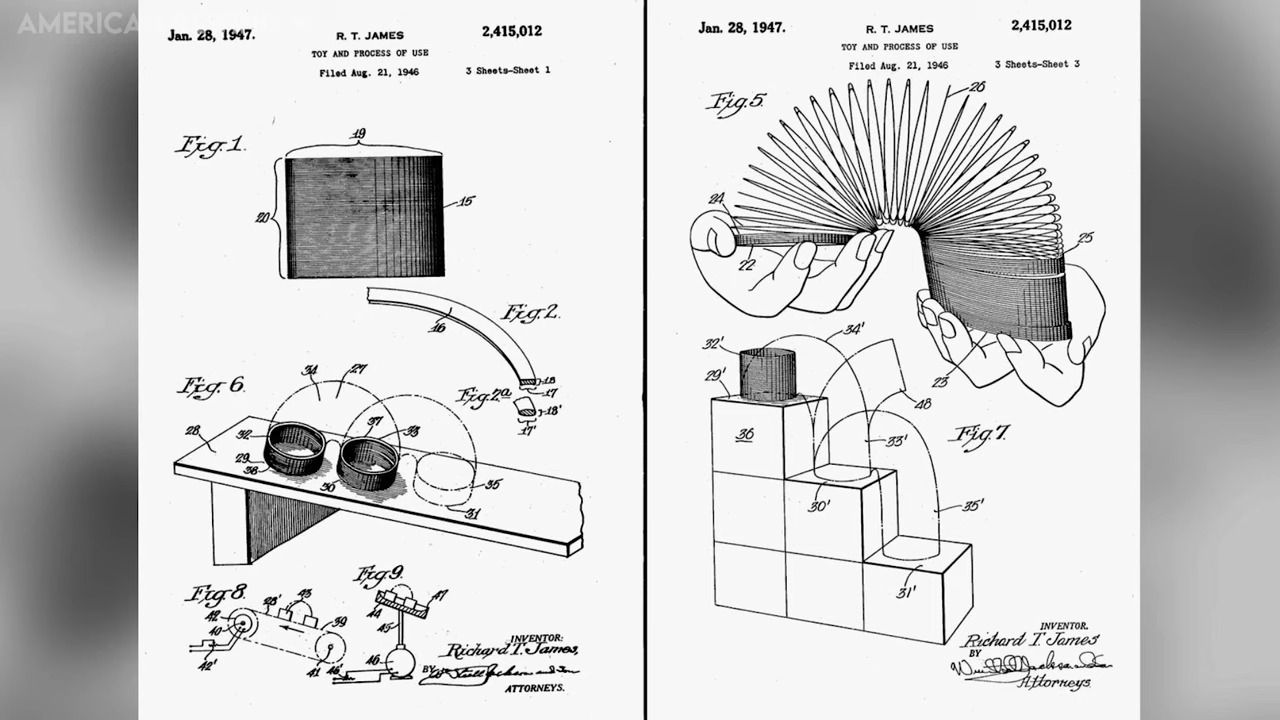 AMERICA
Jan. 28, 1947.
R. T. JAMES
2,415,012
TOY AND PROCESS OF USE
Filed Aug. 21, 1946
3 Sheets-Sheet 1
Fig. 1.
19
20
15
16
Fig. 2.
18
17
Fig. 2a
18'
17'
Fig. 6
34
27
28
32
37
33
29
38
30
35
31
Fig. 8
42
40
28'
43
39
42'
41
46'
Fig. 9
44
47
45
46
INVENTOR:
Richard T. James,
BY
ATTORNEYS.
Jan. 28, 1947.
R. T. JAMES
2,415,012
TOY AND PROCESS OF USE
Filed Aug. 21, 1946
3 Sheets-Sheet 3
Fig. 5.
26
24
22
25
23
32'
34'
29'
48
36
33'
Fig. 7.
30'
35'
31'
INVENTOR.
Richard T. James
BY
Attorneys.